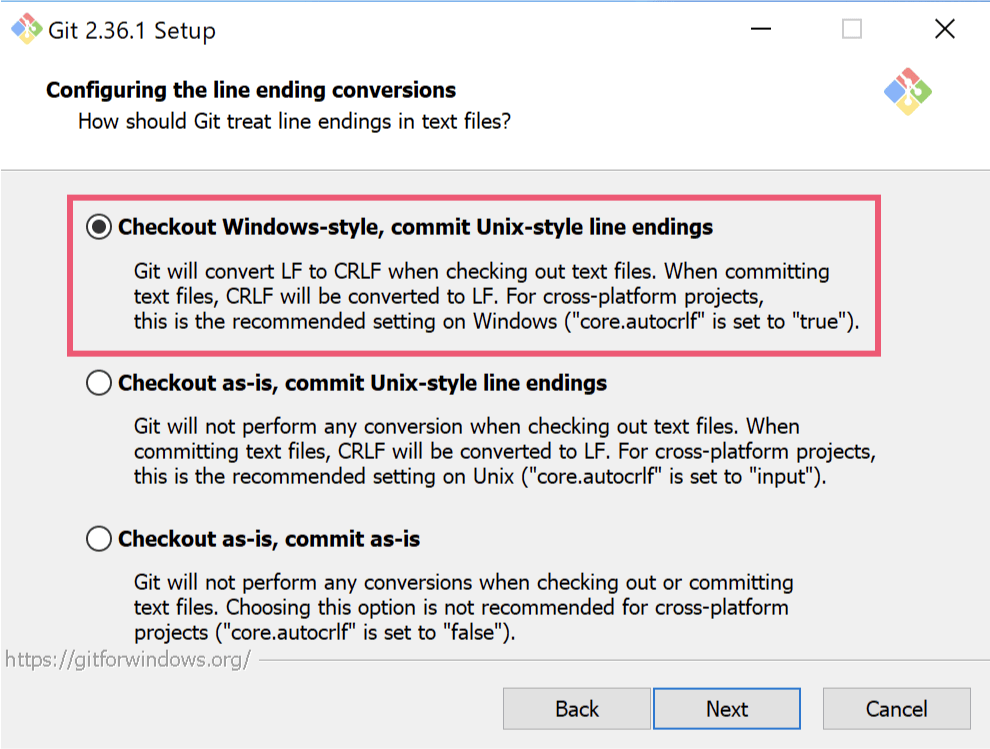 Git 2.36.1 Setup
Configuring the line ending conversions
How should Git treat line endings in text files?
Checkout Windows-style, commit Unix-style line endings
Git will convert LF to CRLF when checking out text files. When committing
text files, CRLF will be converted to LF. For cross-platform projects,
this is the recommended setting on Windows ("core.autocrlf" is set to "true").
Checkout as-is, commit Unix-style line endings
Git will not perform any conversion when checking out text files. When
committing text files, CRLF will be converted to LF. For cross-platform projects,
this is the recommended setting on Unix ("core.autocrlf" is set to "input").
Checkout as-is, commit as-is
Git will not perform any conversions when checking out or committing
text files. Choosing this option is not recommended for cross-platform
projects ("core.autocrlf" is set to "false").
https://gitforwindows.org/
Back Next Cancel